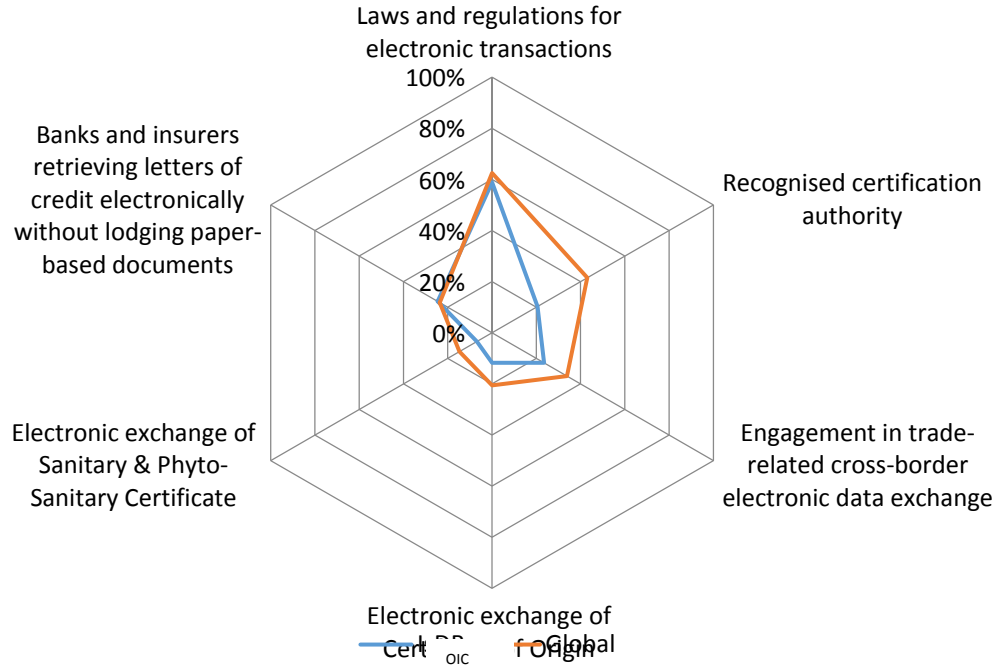 Laws and regulations for
electronic transactions
100%
80%
60%
40%
20%
0%
Recognised certification
authority
Engagement in trade-
related cross-border
electronic data exchange
Electronic exchange of
f Origin
OIC
Global
Electronic exchange of
Sanitary & Phyto-
Sanitary Certificate
Banks and insurers
retrieving letters of
credit electronically
without lodging paper-
based documents